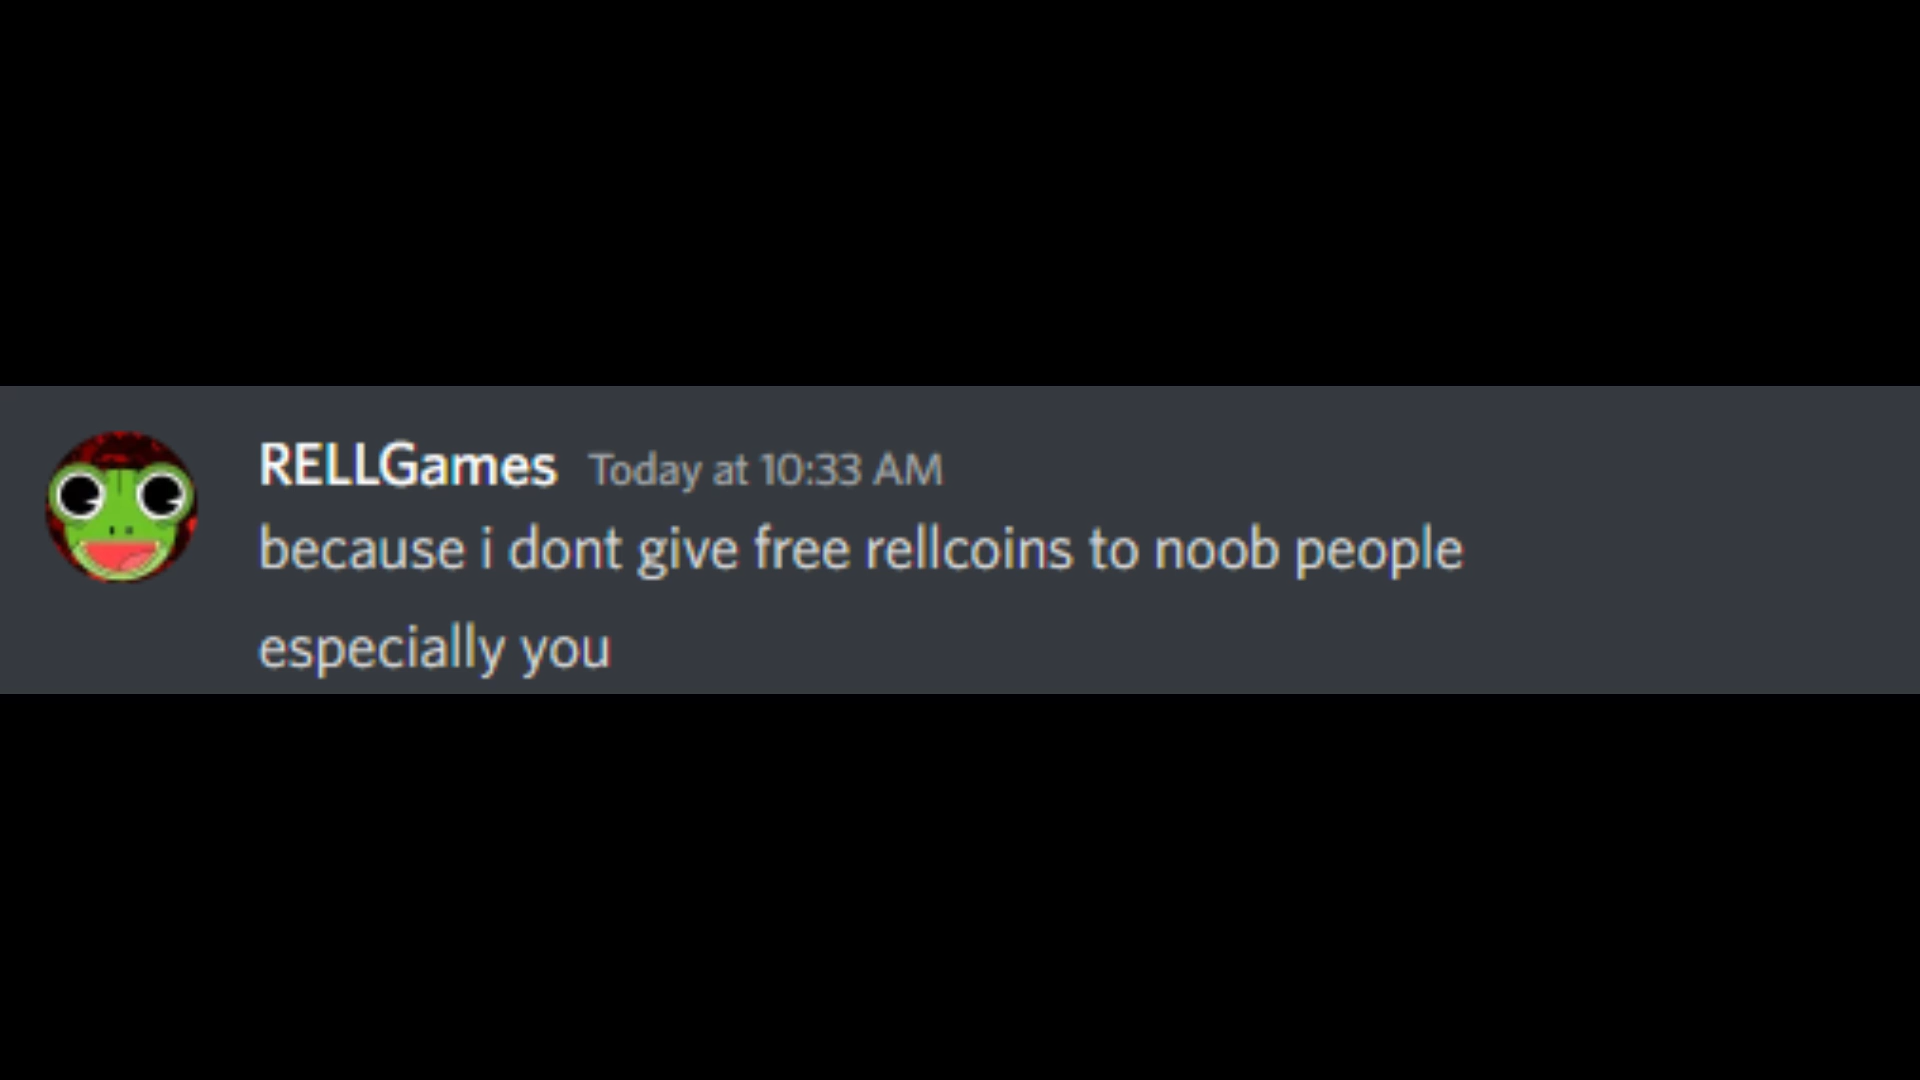 RELLGames Today at 10:33 AM
because i dont give free rellcoins to noob people
especially you